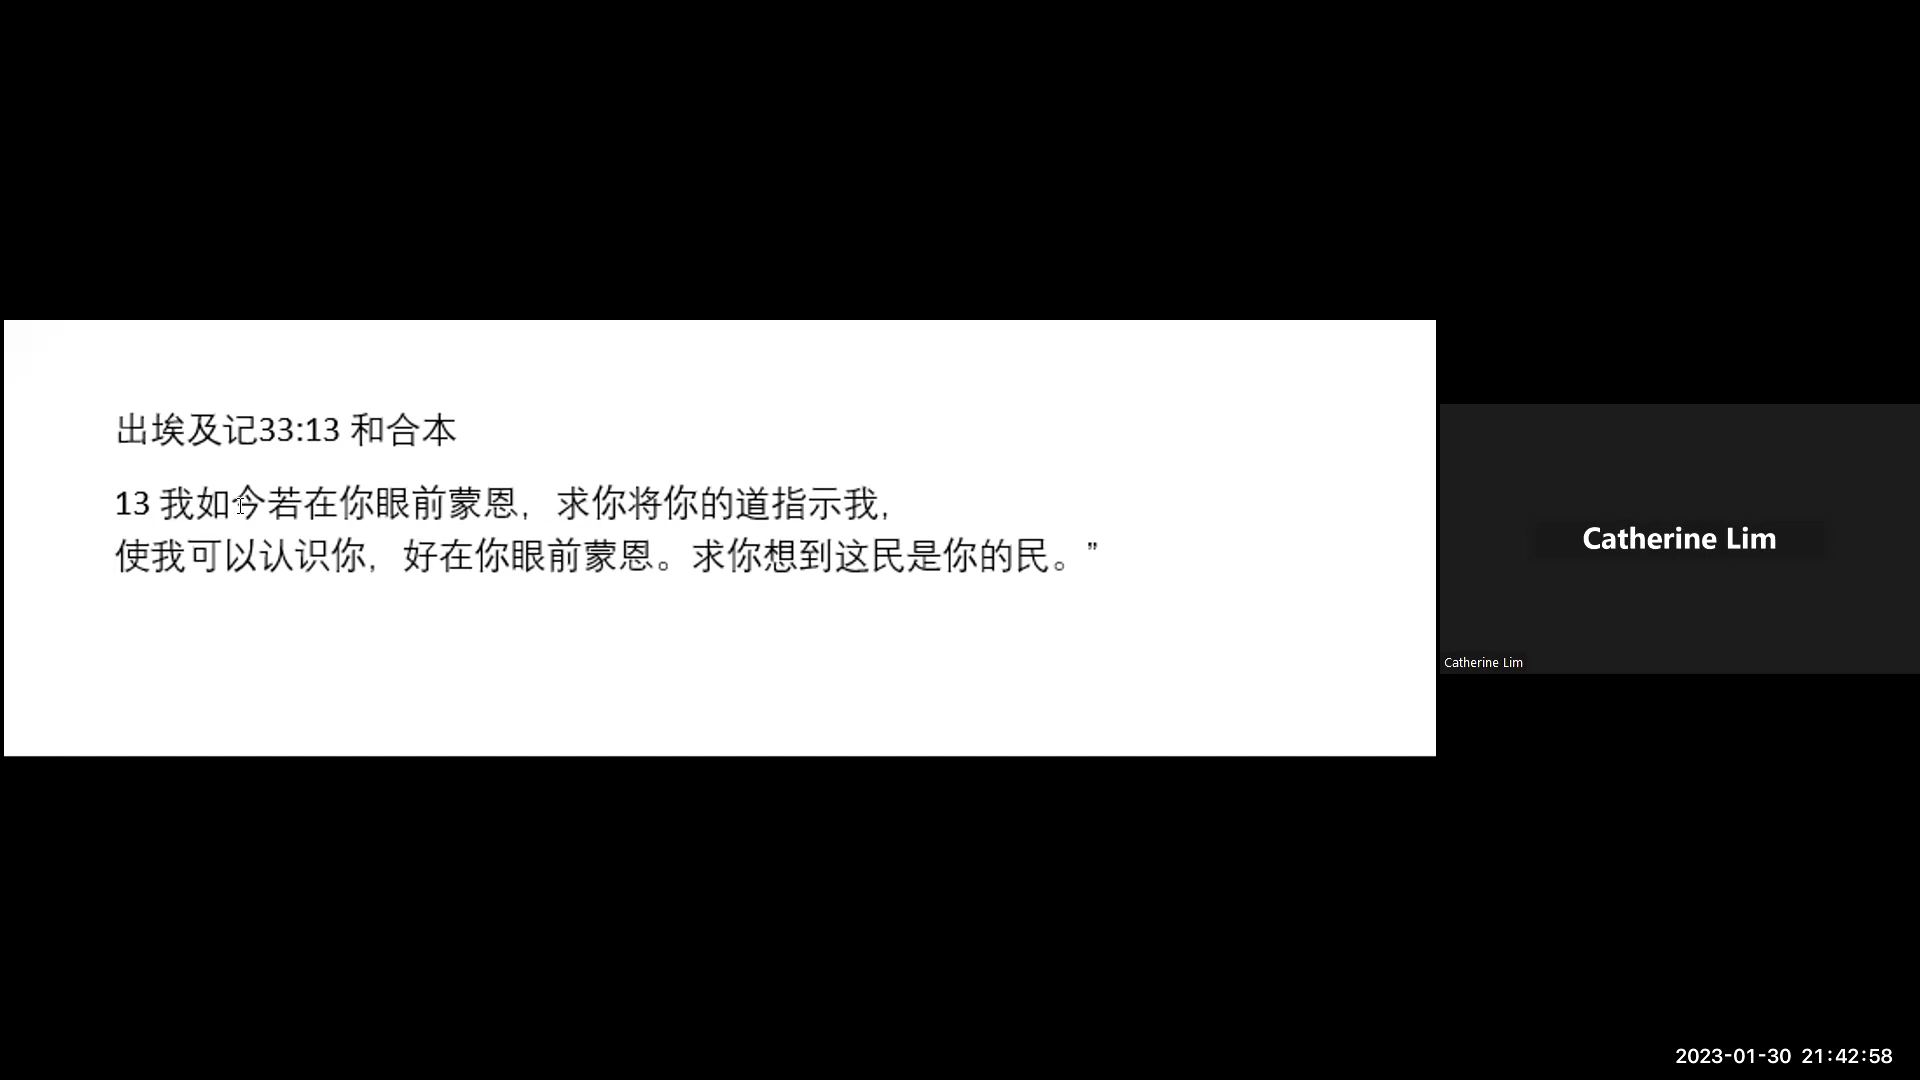 出埃及记33:13 和合本
13 我如今若在你眼前蒙恩，求你将你的道指示我，
使我可以认识你，好在你眼前蒙恩。求你想到这民是你的民。”
Catherine Lim
Catherine Lim
2023-01-30 21:42:58